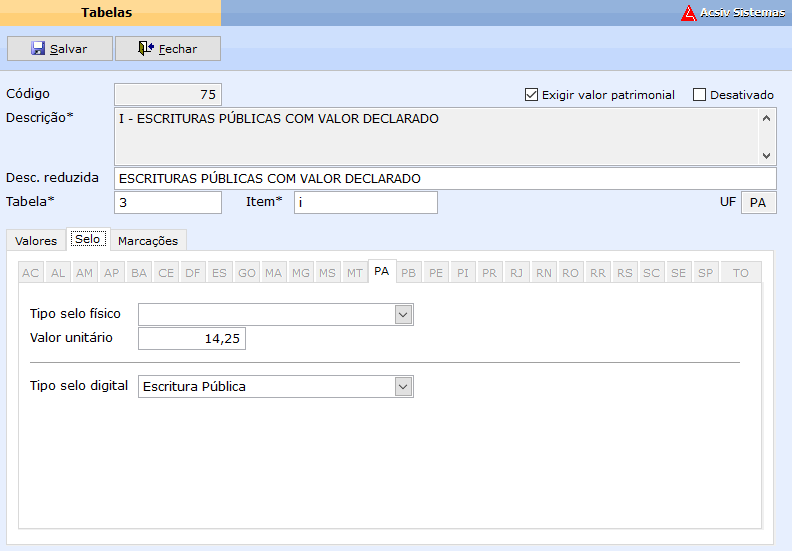 Tabelas
Acsiv Sistemas
Salvar Fechar
Código 75 Exigir valor patrimonial Desativado
Descrição* I - ESCRITURAS PÚBLICAS COM VALOR DECLARADO
Desc. reduzida ESCRITURAS PÚBLICAS COM VALOR DECLARADO
Tabela* 3 Item* i UF PA
Valores Selo Marcações
AC AL AM AP BA CE DF ES GO MA MG MS MT PA PB PE PI PR RJ RN RO RR RS SC SE SP TO
Tipo selo físico
Valor unitário 14,25
Tipo selo digital Escritura Pública